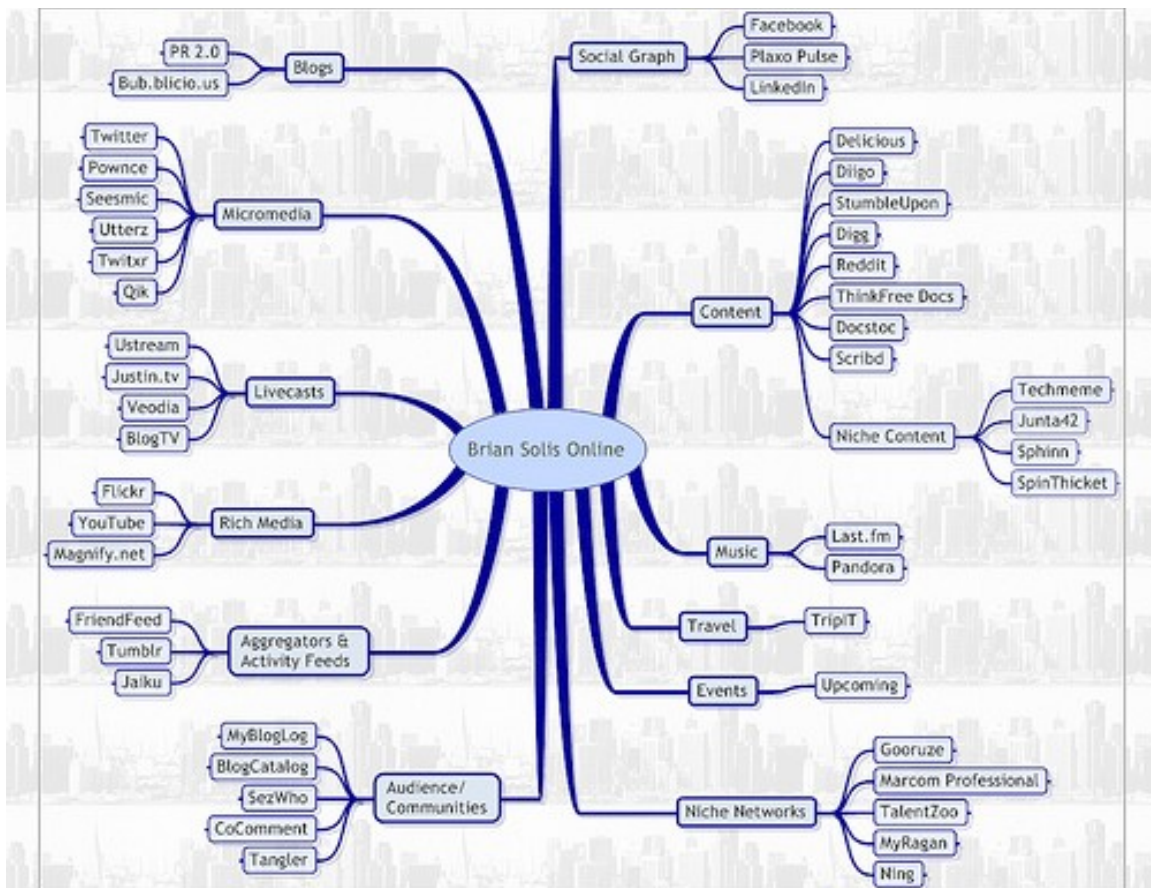 Brian Solis Online
Blogs
PR 2.0
Bub.blicio.us
Micromedia
Twitter
Pownce
Seesmic
Utterz
Twitxr
Qik
Livecasts
Ustream
Justin.tv
Veodia
BlogTV
Rich Media
Flickr
YouTube
Magnify.net
Aggregators &
Activity Feeds
FriendFeed
Tumblr
Jaiku
Audience/
Communities
MyBlogLog
BlogCatalog
SezWho
CoComment
Tangler
Social Graph
Facebook
Plaxo Pulse
LinkedIn
Content
Delicious
Diigo
StumbleUpon
Digg
Reddit
ThinkFree Docs
Docstoc
Scribd
Niche Content
Techmeme
Junta42
Sphinn
SpinThicket
Music
Last.fm
Pandora
Travel
TripIT
Events
Upcoming
Niche Networks
Gooruze
Marcom Professional
TalentZoo
MyRagan
Ning